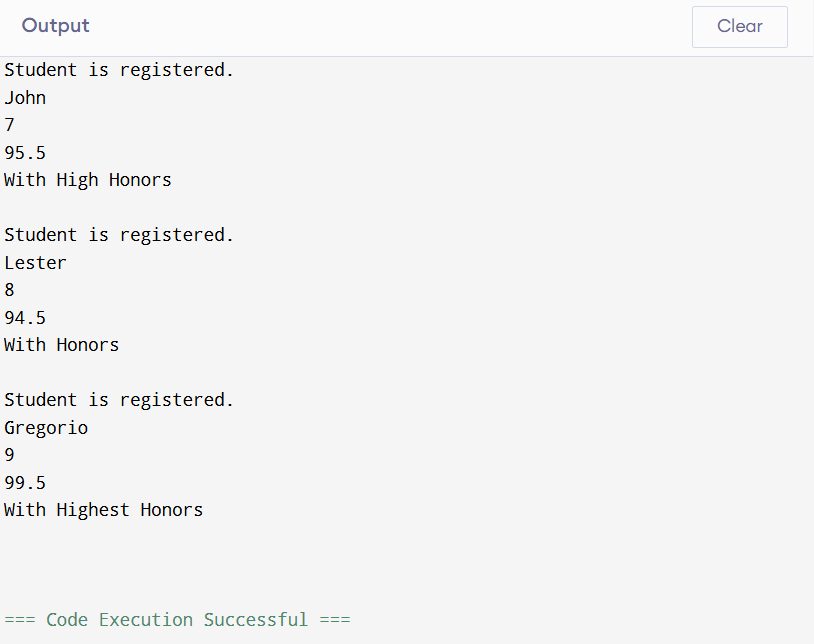 Output
Clear
Student is registered.
John
7
95.5
With High Honors
Student is registered.
Lester
8
94.5
With Honors
Student is registered.
Gregorio
9
99.5
With Highest Honors
=== Code Execution Successful ===